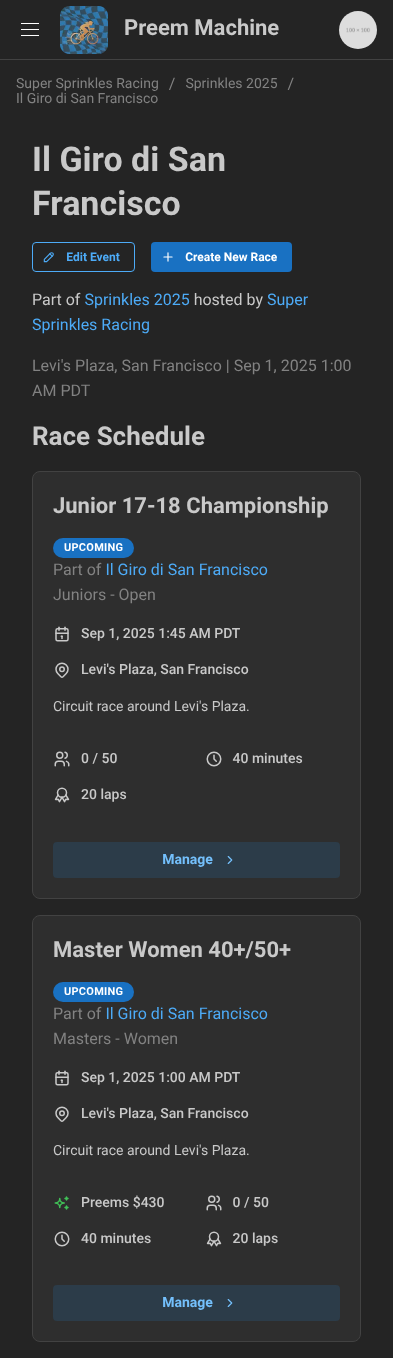 Preem Machine
100 × 100
Super Sprinkles Racing / Sprinkles 2025 /
Il Giro di San Francisco
Il Giro di San
Francisco
Edit Event
Create New Race
Part of Sprinkles 2025 hosted by Super
Sprinkles Racing
Levi's Plaza, San Francisco | Sep 1, 2025 1:00
AM PDT
Race Schedule
Junior 17-18 Championship
UPCOMING
Part of Il Giro di San Francisco
Juniors - Open
Sep 1, 2025 1:45 AM PDT
Levi's Plaza, San Francisco
Circuit race around Levi's Plaza.
0 / 50
40 minutes
20 laps
Manage
Master Women 40+/50+
UPCOMING
Part of Il Giro di San Francisco
Masters - Women
Sep 1, 2025 1:00 AM PDT
Levi's Plaza, San Francisco
Circuit race around Levi's Plaza.
Preems $430
0 / 50
40 minutes
20 laps
Manage